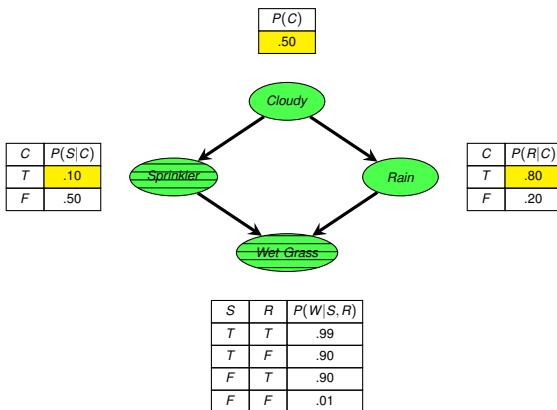 P(C)
.50
Cloudy
C P(S|C)
T .10
F .50
Sprinkler
Rain
C P(R|C)
T .80
F .20
Wet Grass
S R P(W|S,R)
T T .99
T F .90
F T .90
F F .01